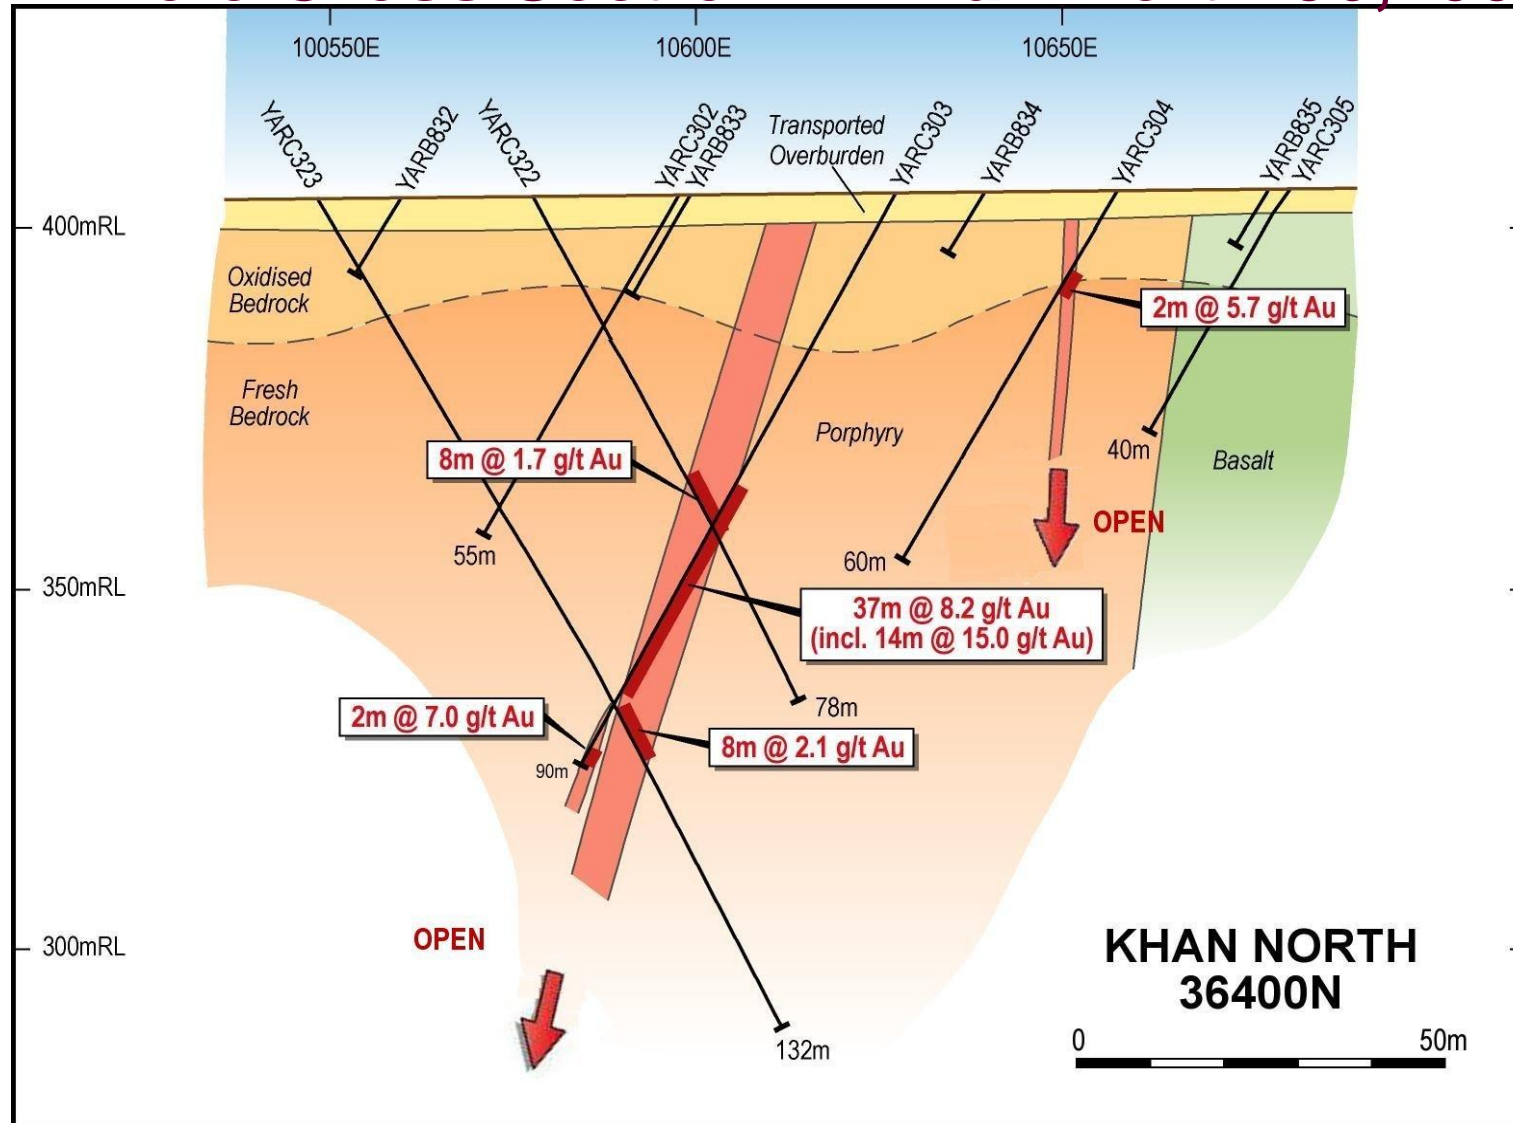 100550E
10600E
10650E
YARC323
YARB832
YARC322
YARC302
YARB833
Transported
Overburden
YARC303
YARB834
YARC304
YARB835
YARC305
400mRL
Oxidised
Bedrock
2m @ 5.7 g/t Au
Fresh
Bedrock
Porphyry
8m @ 1.7 g/t Au
40m
Basalt
OPEN
55m
60m
350mRL
37m @ 8.2 g/t Au
(incl. 14m @ 15.0 g/t Au)
2m @ 7.0 g/t Au
78m
8m @ 2.1 g/t Au
90m
OPEN
300mRL
KHAN NORTH
36400N
0 50m
132m